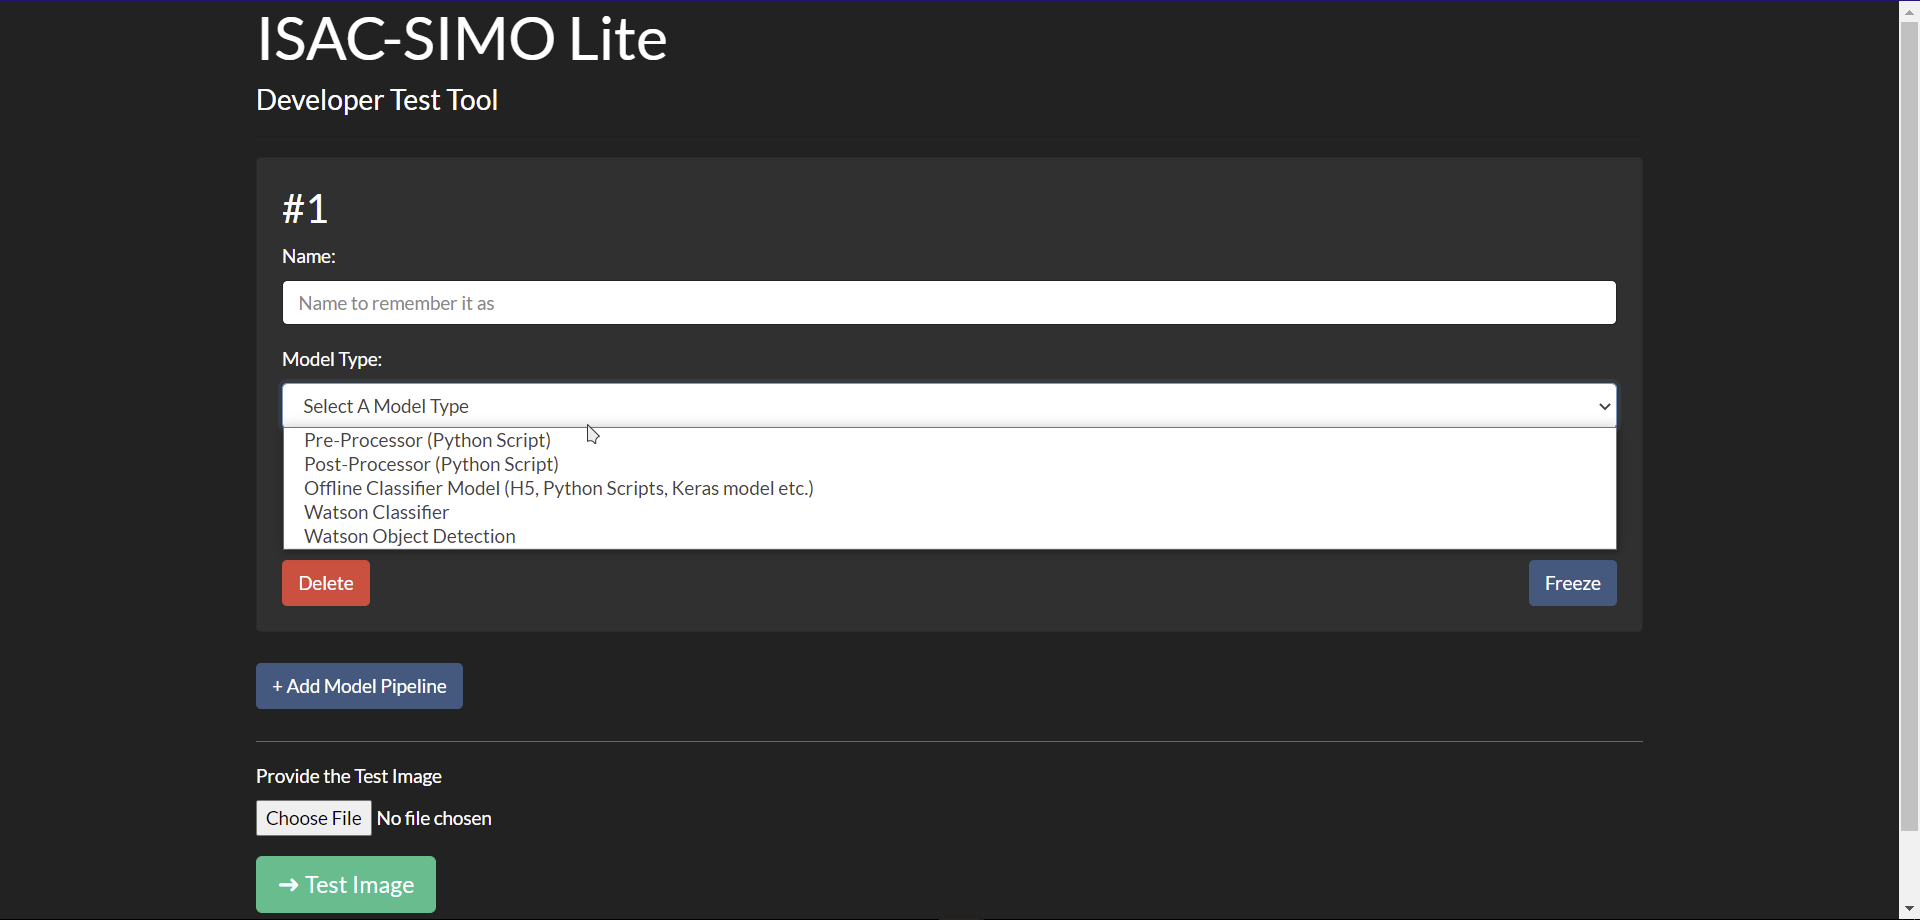 ISAC-SIMO Lite
Developer Test Tool
#1
Name:
Name to remember it as
Model Type:
Select A Model Type
Pre-Processor (Python Script)
Post-Processor (Python Script)
Offline Classifier Model (H5, Python Scripts, Keras model etc.)
Watson Classifier
Watson Object Detection
Delete
Freeze
+ Add Model Pipeline
Provide the Test Image
Choose File No file chosen
➔ Test Image